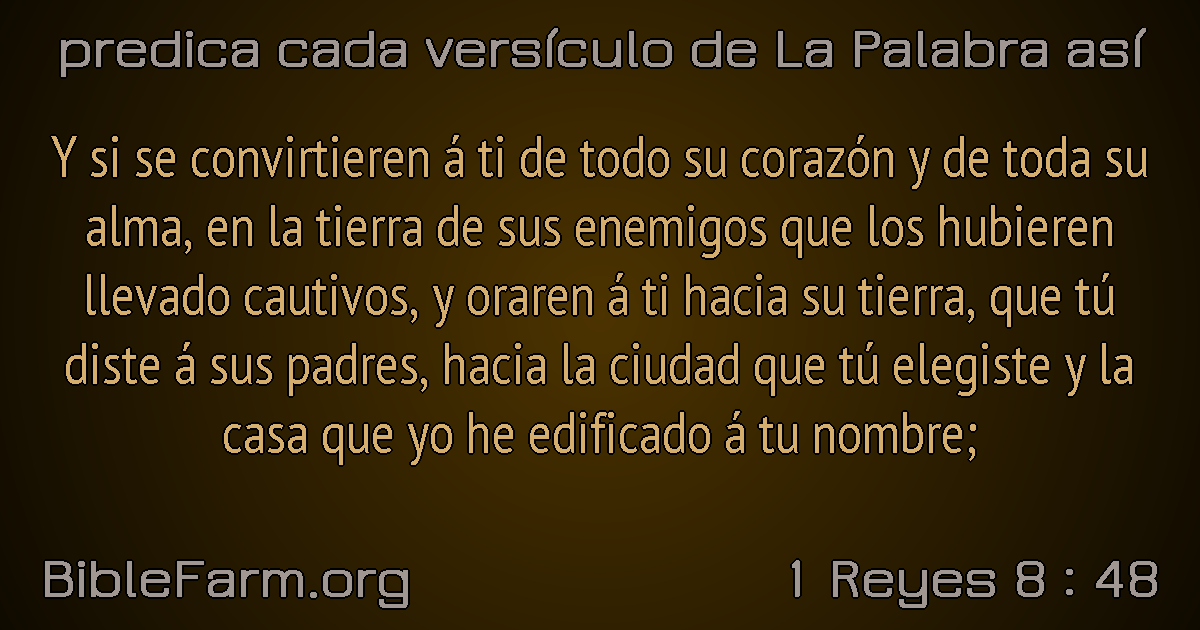 predica cada versículo de La Palabra así
Y si se convirtieren á ti de todo su corazón y de toda su
alma, en la tierra de sus enemigos que los hubieren
llevado cautivos, y oraren á ti hacia su tierra, que tú
diste á sus padres, hacia la ciudad que tú elegiste y la
casa que yo he edificado á tu nombre;
BibleFarm.org
1 Reyes 8 : 48